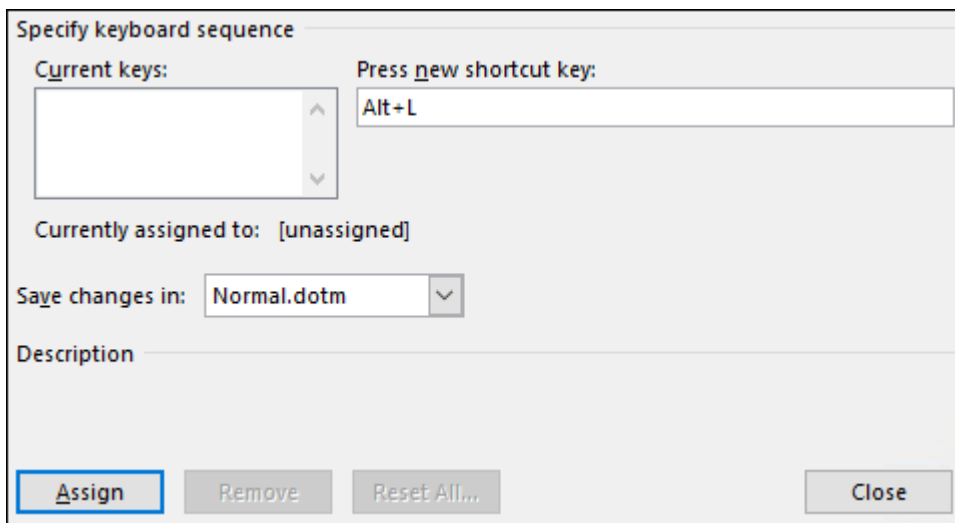 Specify keyboard sequence
Current keys:
Press new shortcut key:
Alt+L
Currently assigned to: [unassigned]
Save changes in: Normal.dotm
Description
Assign Remove Reset All... Close